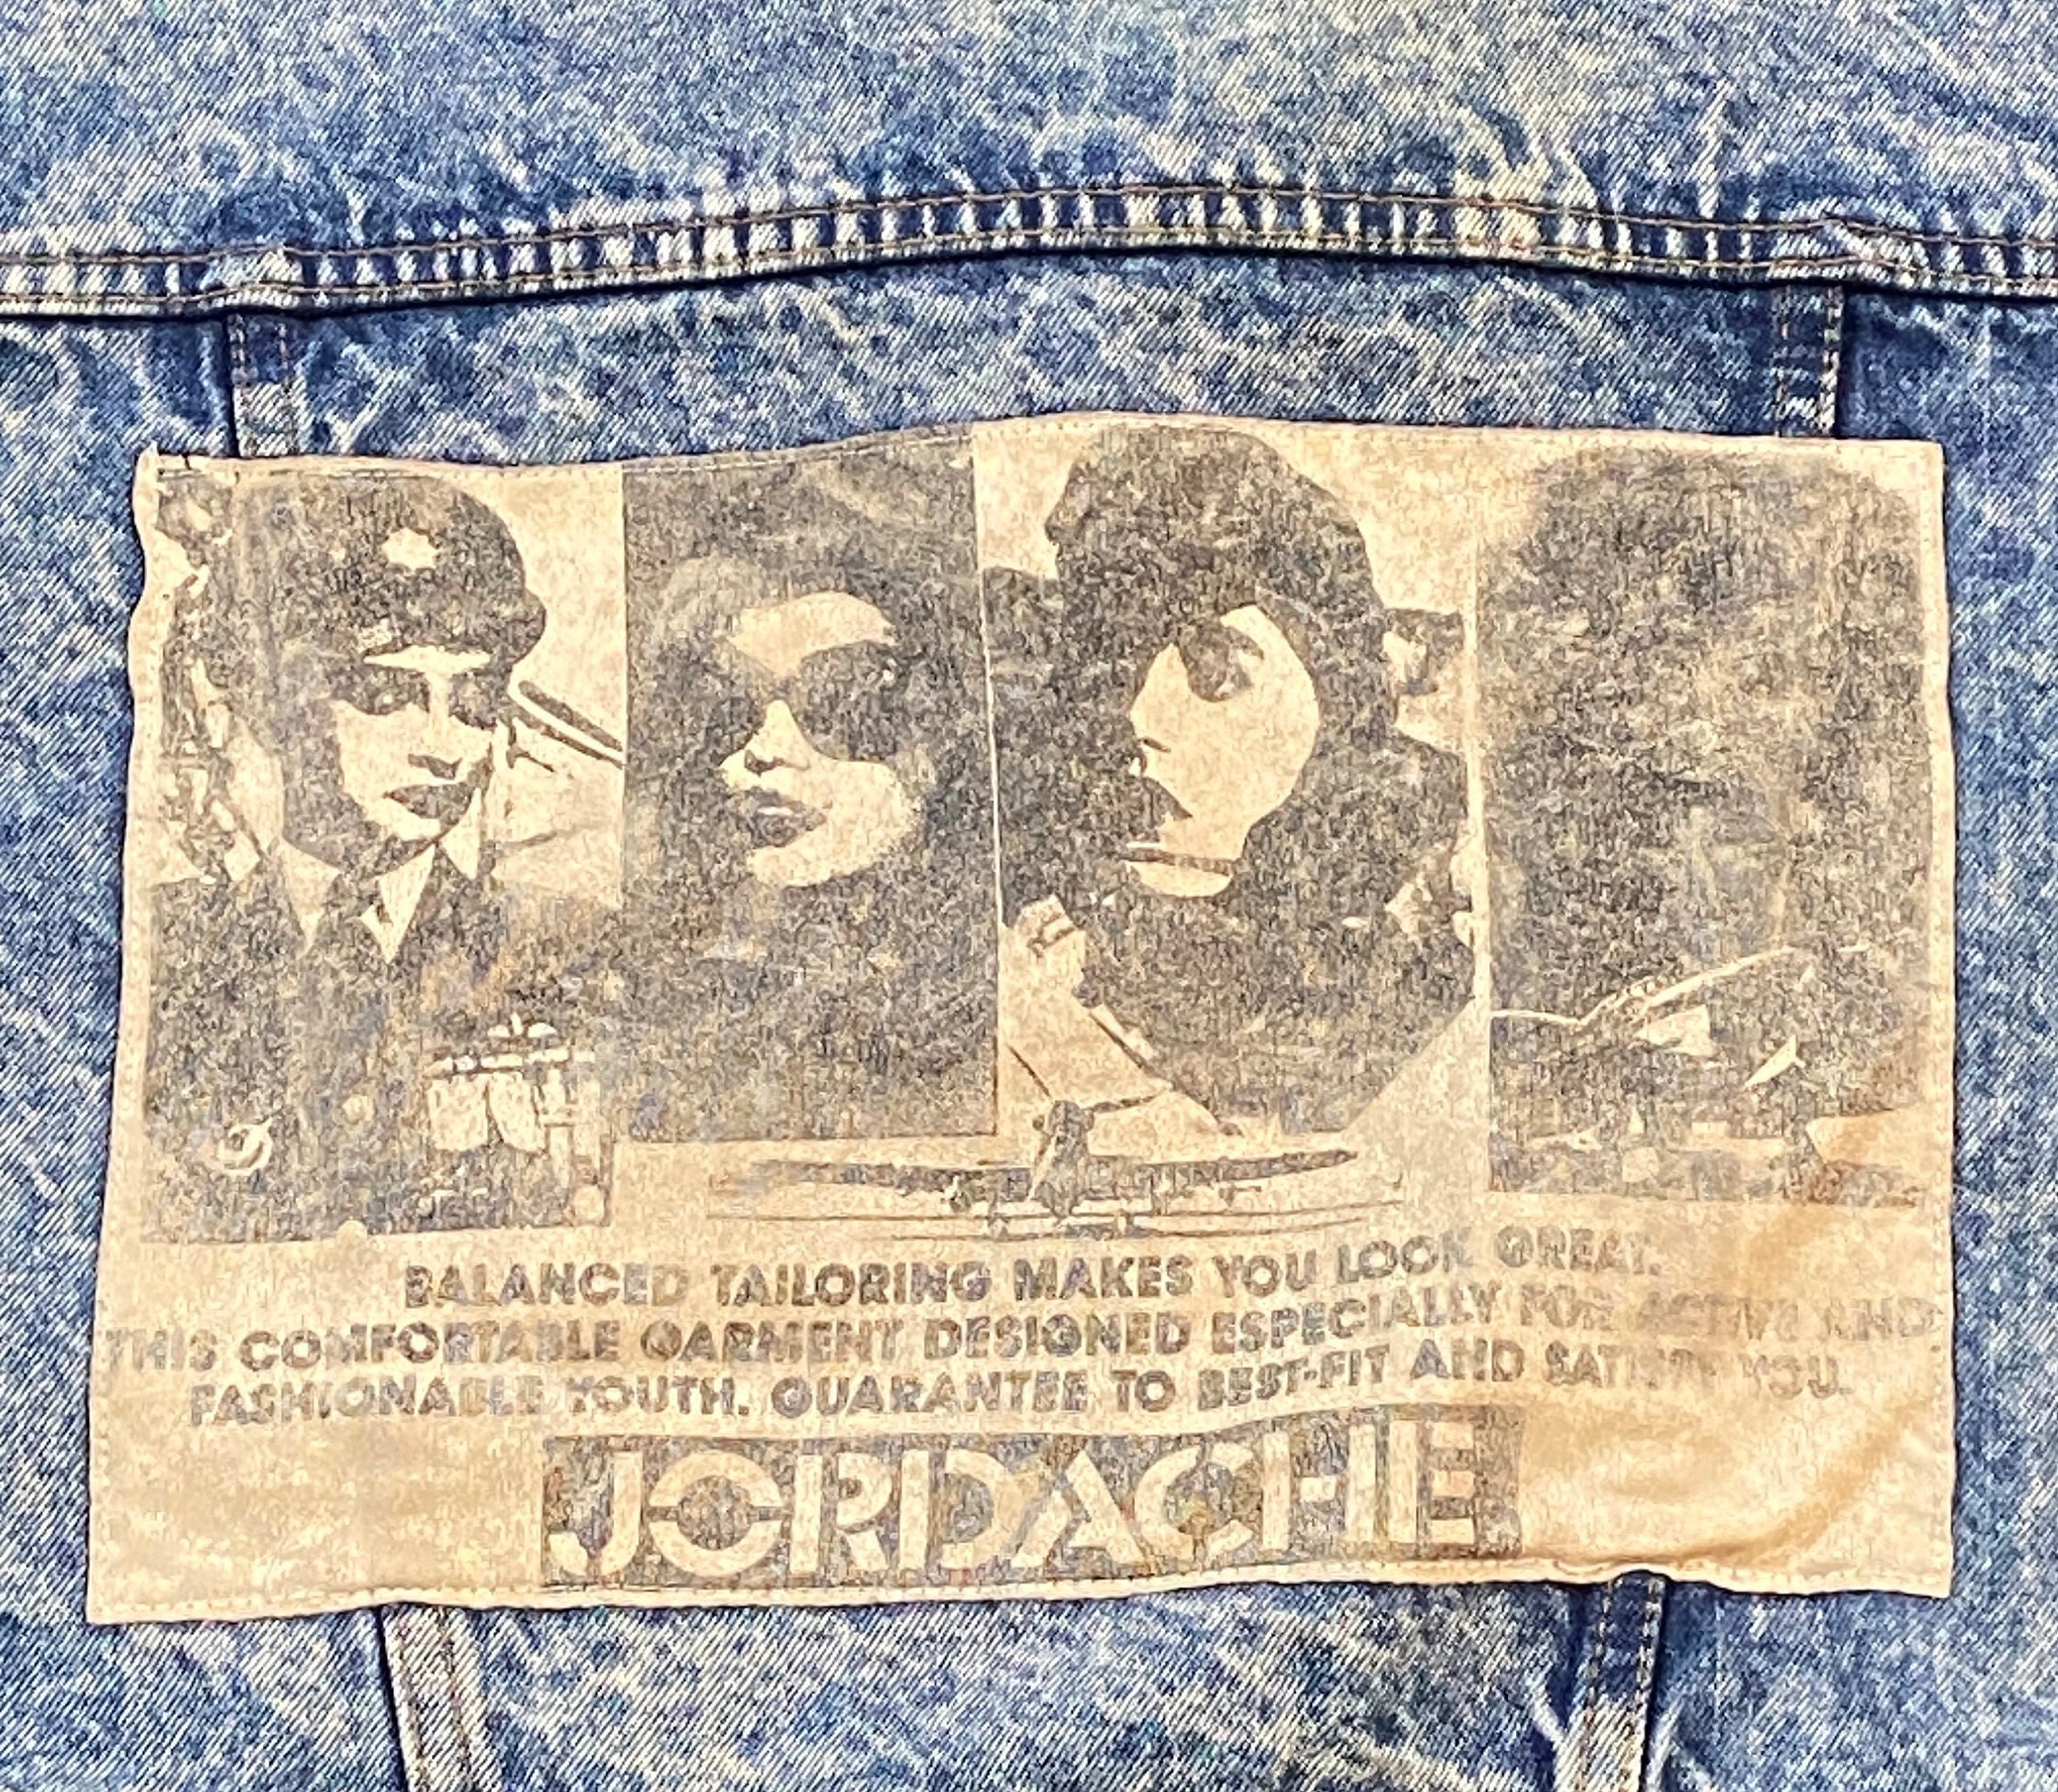 BALANCED TAILORING MAKES YOU LOOK GREAT.
THIS COMFORTABLE GARMENT DESIGNED ESPECIALLY FOR ACTIVE AND
FASHIONABLE YOUTH. GUARANTEE TO BEST-FIT AND SATISFY YOU.
JORDACHE